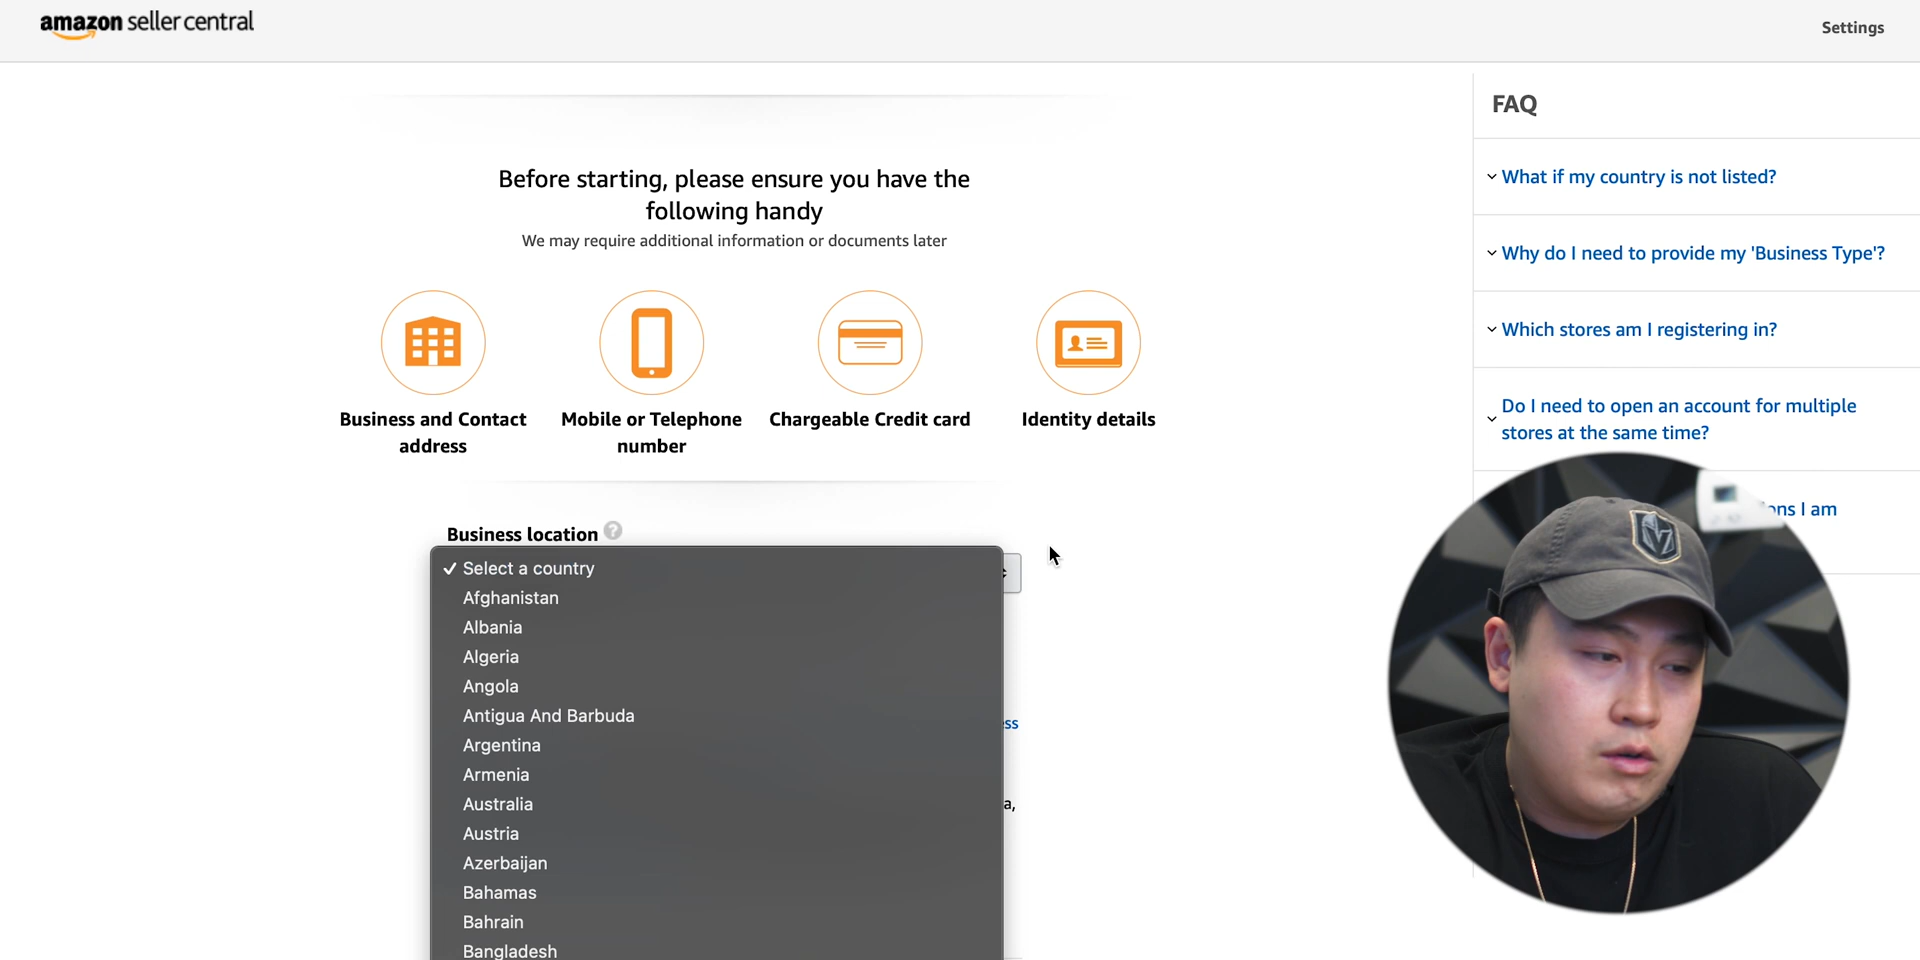 amazon seller central
Settings
Before starting, please ensure you have the
following handy
We may require additional information or documents later
Business and Contact
address
Mobile or Telephone
number
Chargeable Credit card
Identity details
Business location
?
Select a country
Afghanistan
Albania
Algeria
Angola
Antigua And Barbuda
Argentina
Armenia
Australia
Austria
Azerbaijan
Bahamas
Bahrain
Bangladesh
ess
a,
FAQ
What if my country is not listed?
Why do I need to provide my 'Business Type'?
Which stores am I registering in?
Do I need to open an account for multiple
stores at the same time?
ons I am